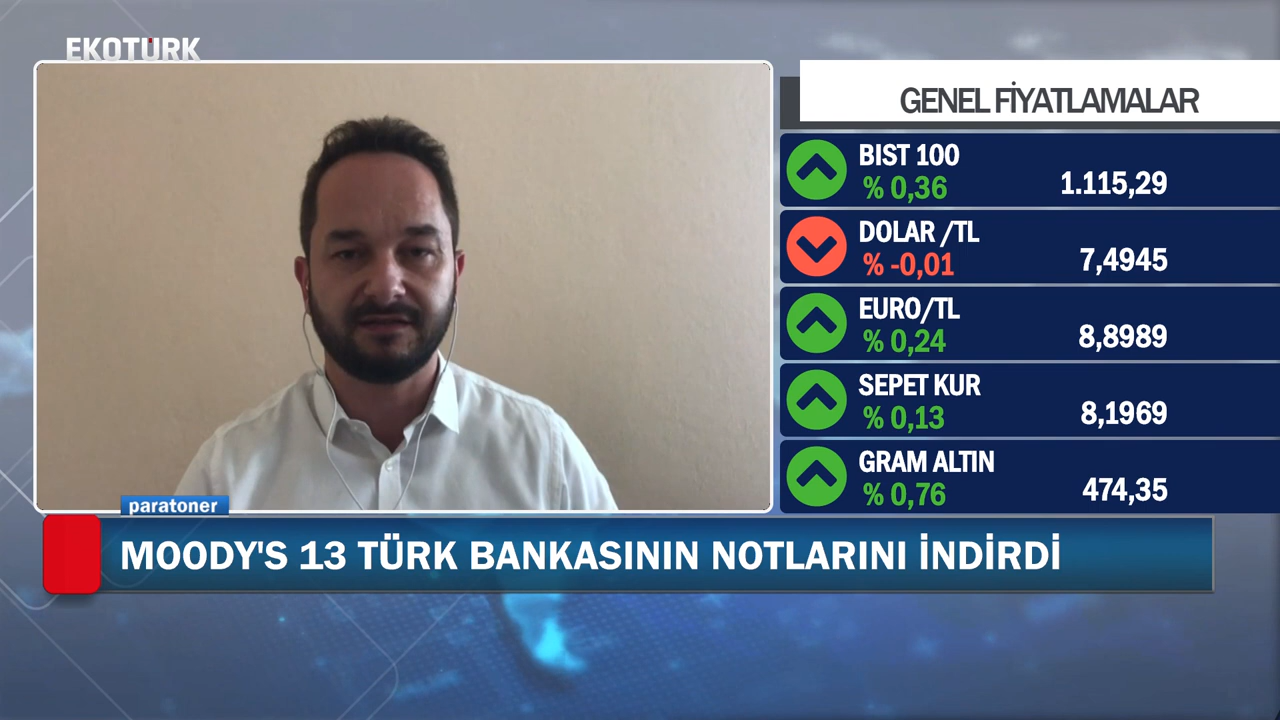 EKOTÜRK
GENEL FİYATLAMALAR
BIST 100
% 0,36
1.115,29
DOLAR /TL
% -0,01
7,4945
EURO/TL
% 0,24
8,8989
SEPET KUR
% 0,13
8,1969
GRAM ALTIN
% 0,76
474,35
paratoner
MOODY'S 13 TÜRK BANKASININ NOTLARINI İNDİRDİ